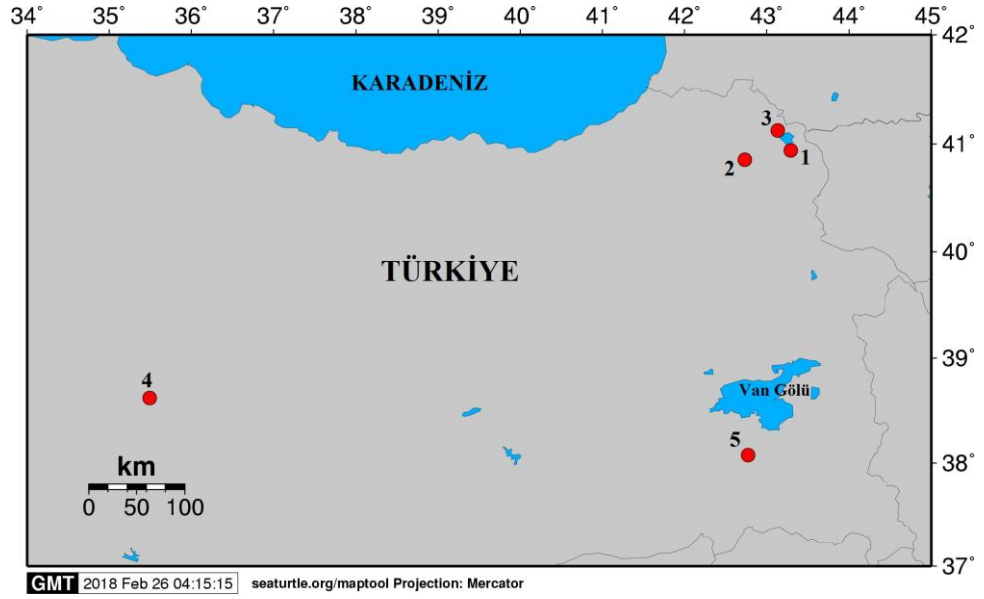 34° 35° 36° 37° 38° 39° 40° 41° 42° 43° 44° 45°
42°
KARADENİZ
3
41°
1
2
40°
TÜRKİYE
39°
4
Van Gölü
5
38°
km
0 50 100
37°
GMT 2018 Feb 26 04:15:15 seaturtle.org/maptool Projection: Mercator